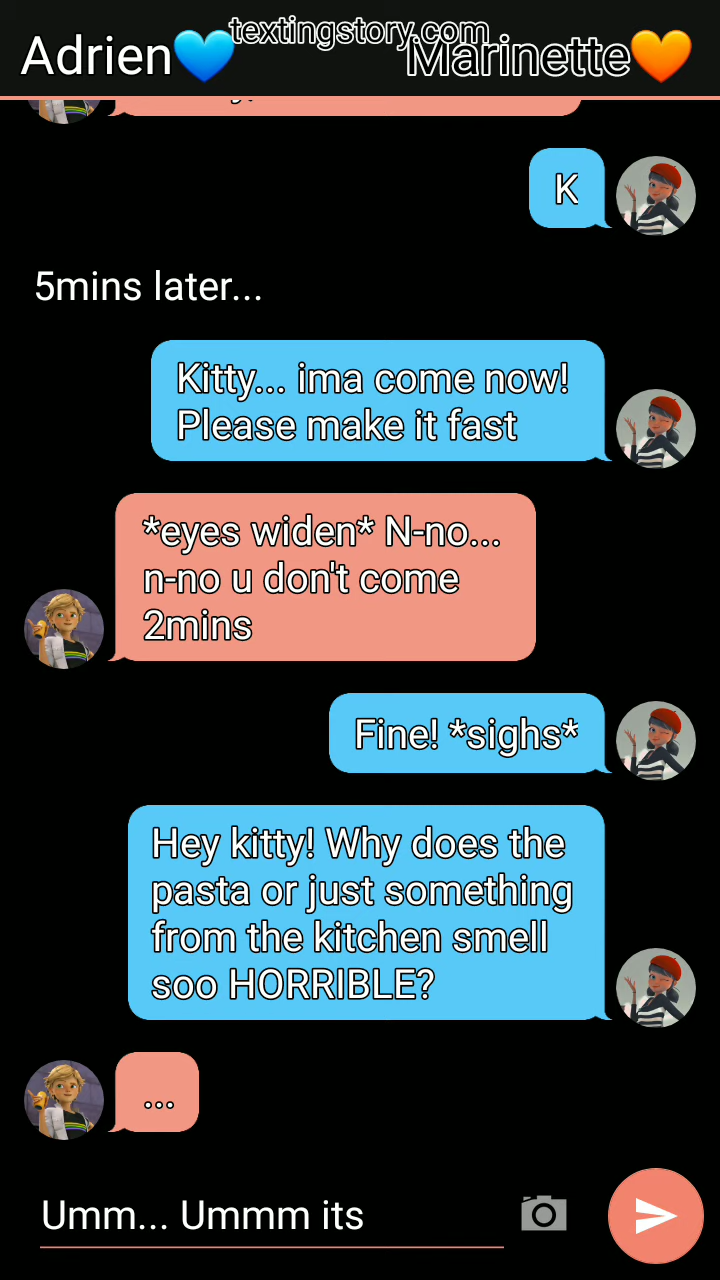 textingstory.com
Adrien💙
Marinette🧡
K
5mins later...
Kitty... ima come now!
Please make it fast
*eyes widen* N-no...
n-no u don't come
2mins
Fine! *sighs*
Hey kitty! Why does the
pasta or just something
from the kitchen smell
soo HORRIBLE?
...
Umm... Ummm its